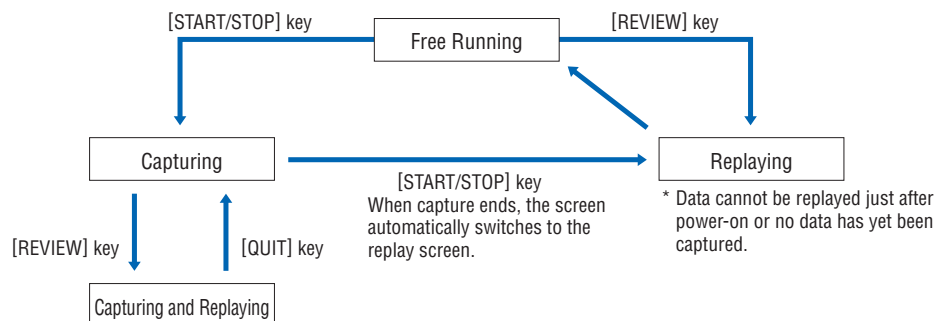 [START/STOP] key
Free Running
[REVIEW] key
Capturing
Replaying
[START/STOP] key
When capture ends, the screen
automatically switches to the
replay screen.
* Data cannot be replayed just after
power-on or no data has yet been
captured.
[REVIEW] key
[QUIT] key
Capturing and Replaying